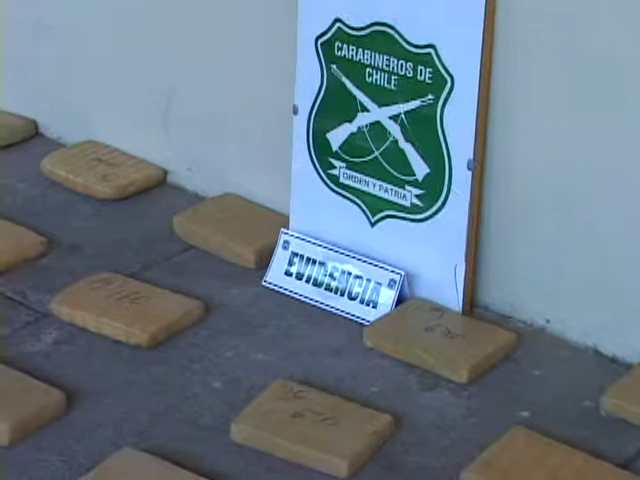 CARABINEROS DE
CHILE
ORDEN Y PATRIA
EVIDENCIA